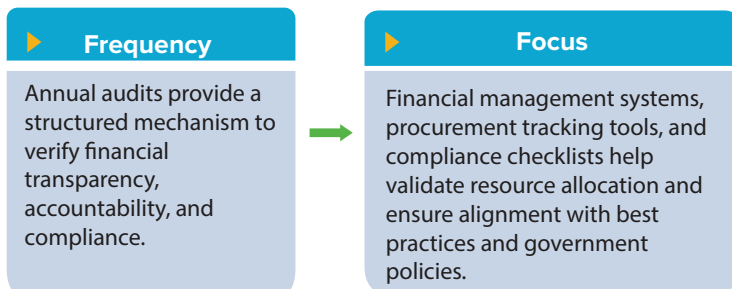 Frequency
Annual audits provide a
structured mechanism to
verify financial
transparency,
accountability, and
compliance.
Focus
Financial management systems,
procurement tracking tools, and
compliance checklists help
validate resource allocation and
ensure alignment with best
practices and government
policies.